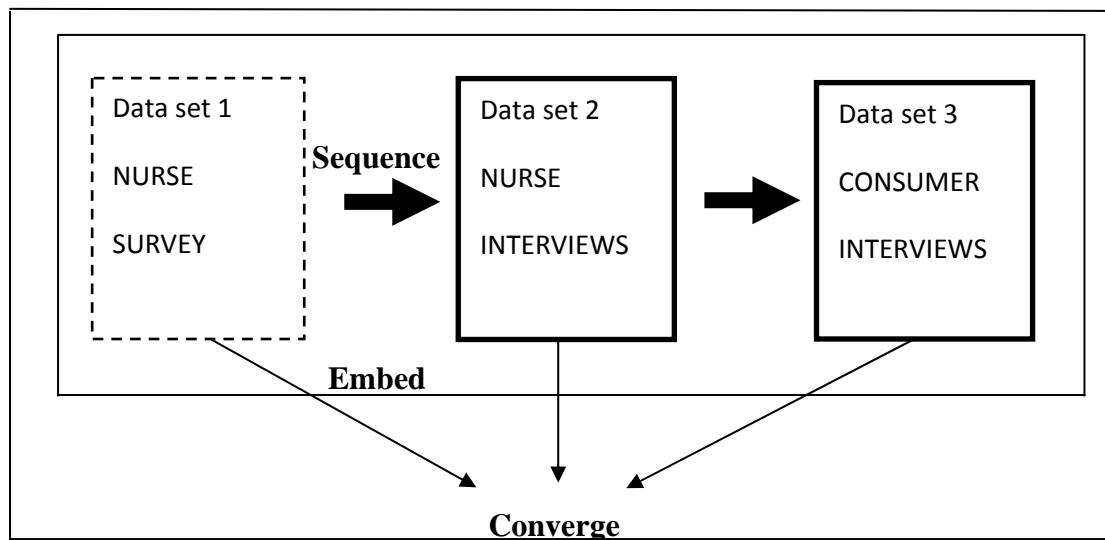 Data set 1
NURSE
SURVEY
Sequence
Data set 2
NURSE
INTERVIEWS
Data set 3
CONSUMER
INTERVIEWS
Embed
Converge